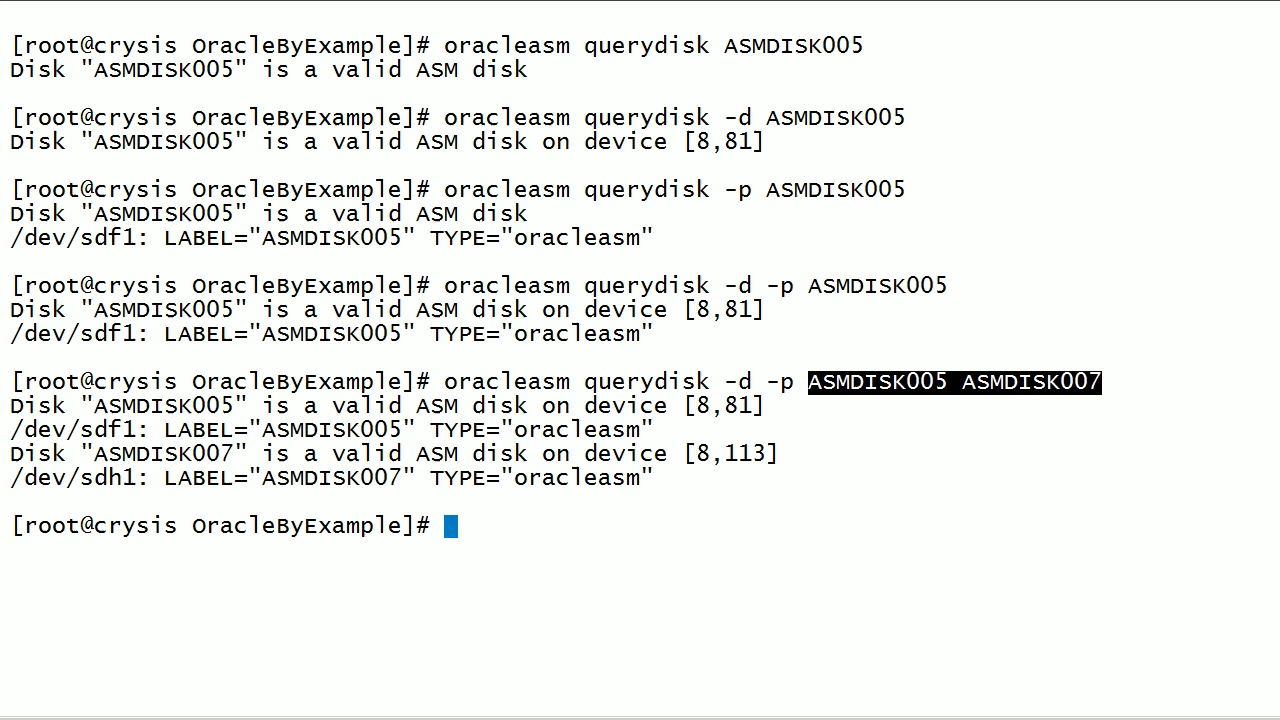 [root@crysis OracleByExample]# oracleasm querydisk ASMDISK005
Disk "ASMDISK005" is a valid ASM disk
[root@crysis OracleByExample]# oracleasm querydisk -d ASMDISK005
Disk "ASMDISK005" is a valid ASM disk on device [8,81]
[root@crysis OracleByExample]# oracleasm querydisk -p ASMDISK005
Disk "ASMDISK005" is a valid ASM disk
/dev/sdf1: LABEL="ASMDISK005" TYPE="oracleasm"
[root@crysis OracleByExample]# oracleasm querydisk -d -p ASMDISK005
Disk "ASMDISK005" is a valid ASM disk on device [8,81]
/dev/sdf1: LABEL="ASMDISK005" TYPE="oracleasm"
[root@crysis OracleByExample]# oracleasm querydisk -d -p ASMDISK005 ASMDISK007
Disk "ASMDISK005" is a valid ASM disk on device [8,81]
/dev/sdf1: LABEL="ASMDISK005" TYPE="oracleasm"
Disk "ASMDISK007" is a valid ASM disk on device [8,113]
/dev/sdh1: LABEL="ASMDISK007" TYPE="oracleasm"
[root@crysis OracleByExample]#